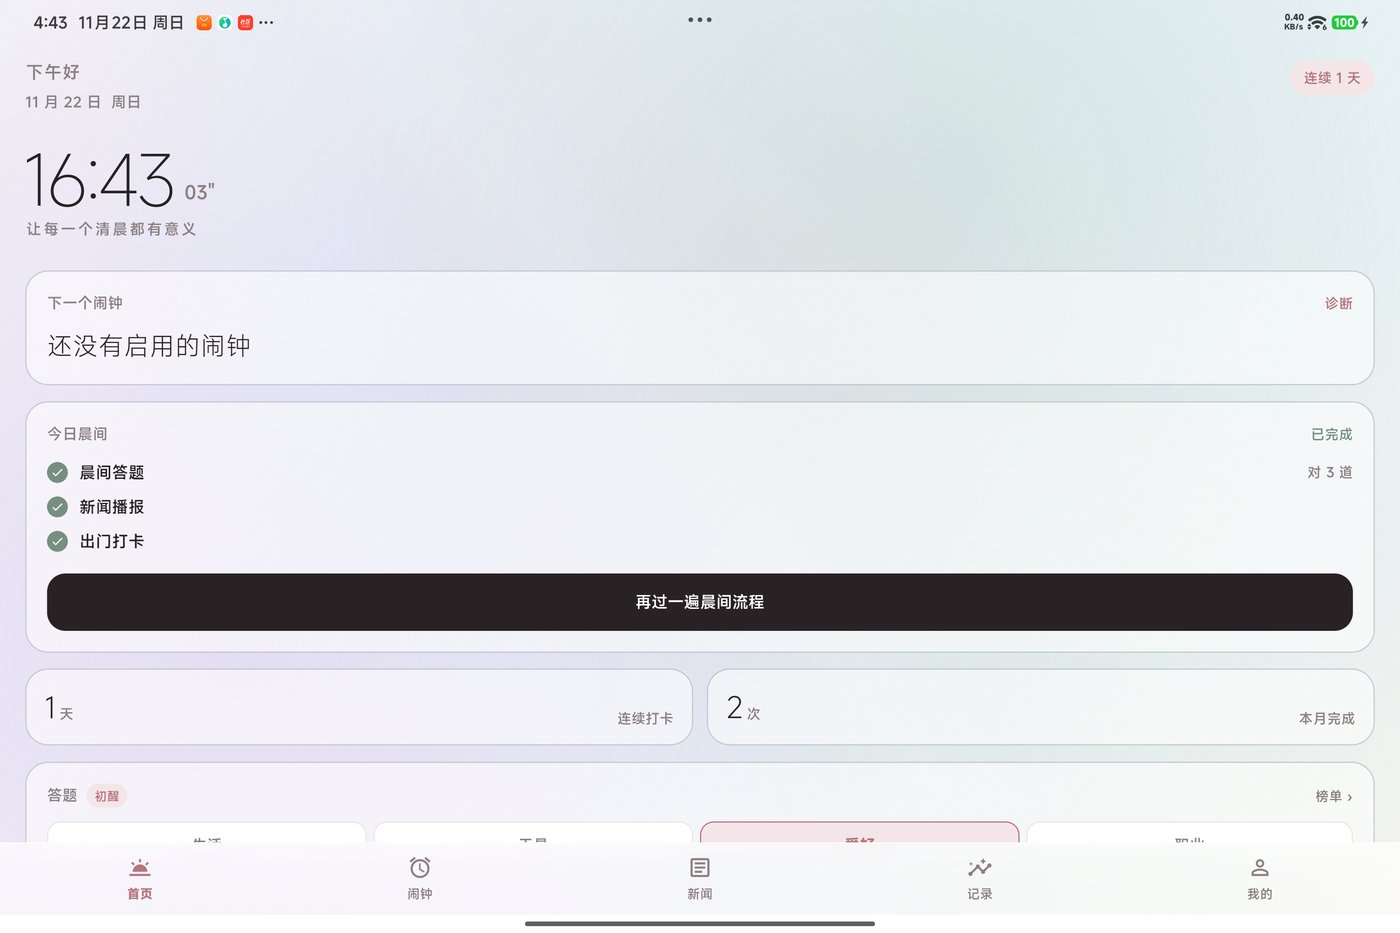 4:43 11月22日 周日
0.40 KB/s
100
下午好
连续 1 天
11 月 22 日 周日
16:43 03"
让每一个清晨都有意义
下一个闹钟
诊断
还没有启用的闹钟
今日晨间
已完成
晨间答题
对 3 道
新闻播报
出门打卡
再过一遍晨间流程
1 天
连续打卡
2 次
本月完成
答题 初醒
榜单 ›
首页
闹钟
新闻
记录
我的